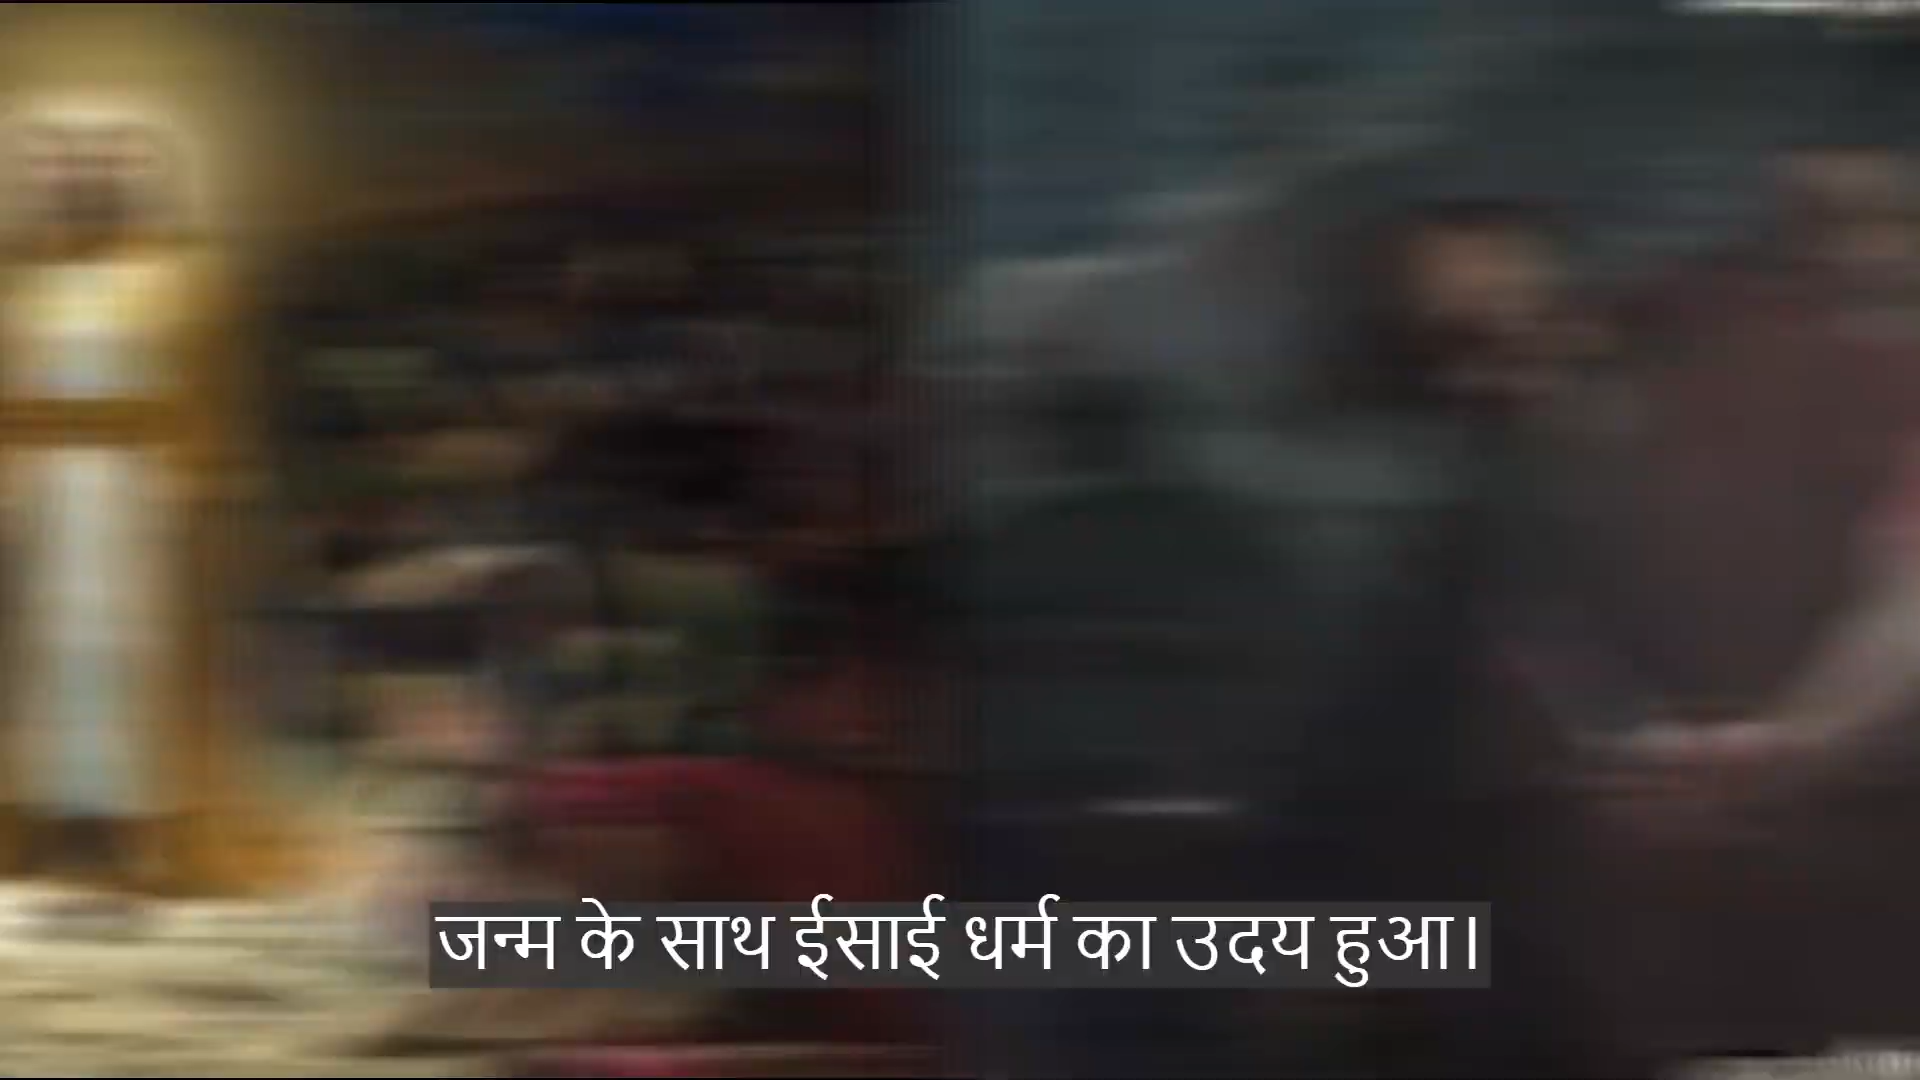 जन्म के साथ ईसाई धर्म का उदय हुआ।